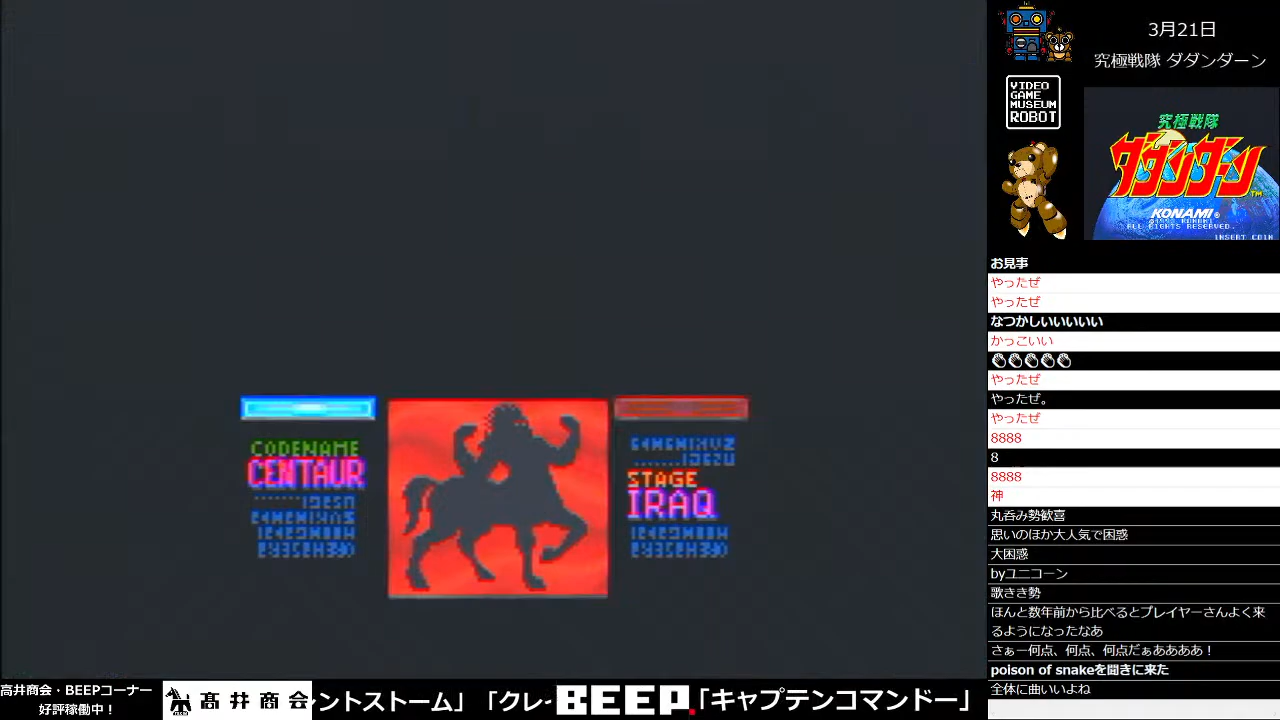 CODENAME
CENTAUR
STAGE
IRAQ
3月21日
究極戦隊 ダダンダーン
VIDEO
GAME
MUSEUM
ROBOT
究極戦隊
ダダンダーン
TM
KONAMI®
ALL RIGHTS RESERVED.
INSERT COIN
お見事
やったぜ
やったぜ
なつかしいいいいい
かっこいい
👏👏👏👏👏
やったぜ
やったぜ。
やったぜ
8888
8
8888
神
丸呑み勢歓喜
思いのほか大人気で困惑
大困惑
byユニコーン
歌きき勢
ほんと数年前から比べるとプレイヤーさんよく来
るようになったなあ
さぁー何点、何点、何点だぁああああ！
poison of snakeを聞きに来た
全体に曲いいよね
高井商会・BEEPコーナー
好評稼働中！
髙井商会
ントストーム」「クレ・
BEEP.
「キャプテンコマンドー」